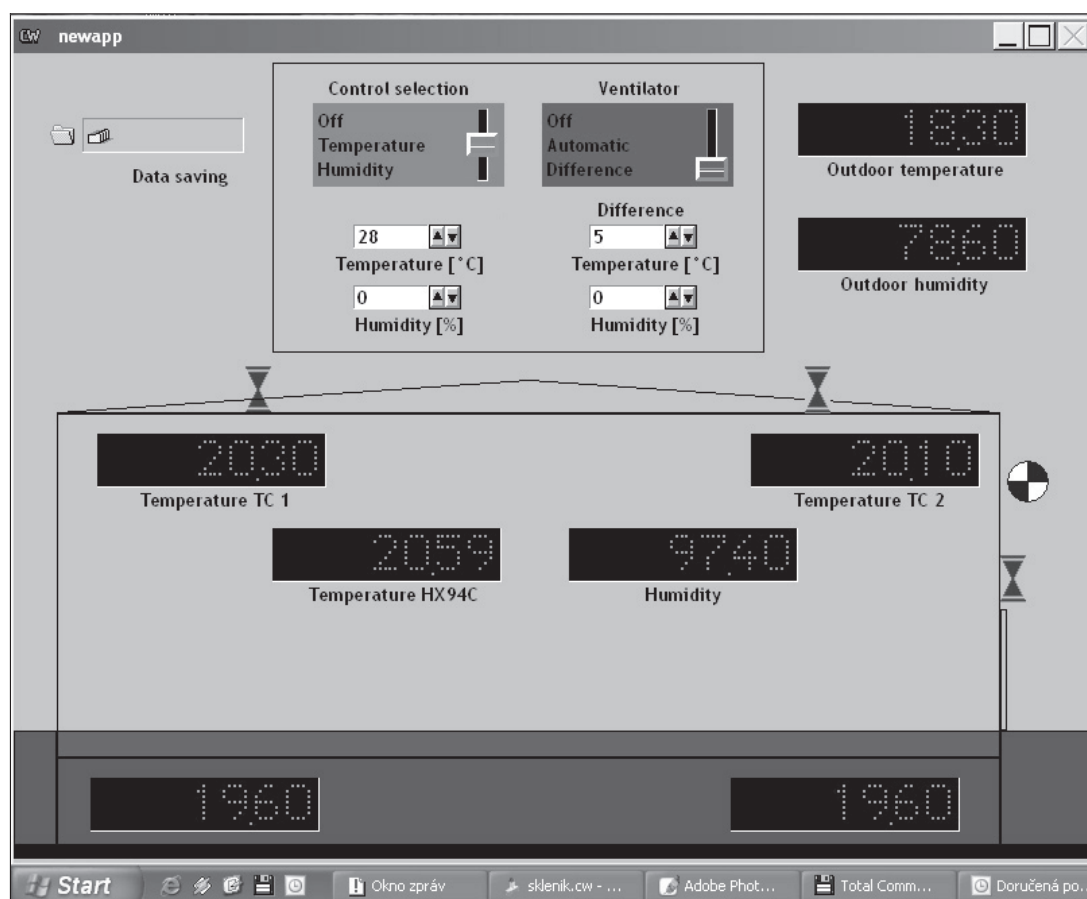 CW newapp
Control selection
Off
Temperature
Humidity
Ventilator
Off
Automatic
Difference
18,30
Outdoor temperature
Data saving
28
Temperature [°C]
0
Humidity [%]
Difference
5
Temperature [°C]
0
Humidity [%]
78,60
Outdoor humidity
20,30
Temperature TC 1
20,10
Temperature TC 2
20,59
Temperature HX94C
97,40
Humidity
19,60
19,60
Start
Okno zpráv
sklenik.cw - ...
Adobe Phot...
Total Comm...
Doručená po...